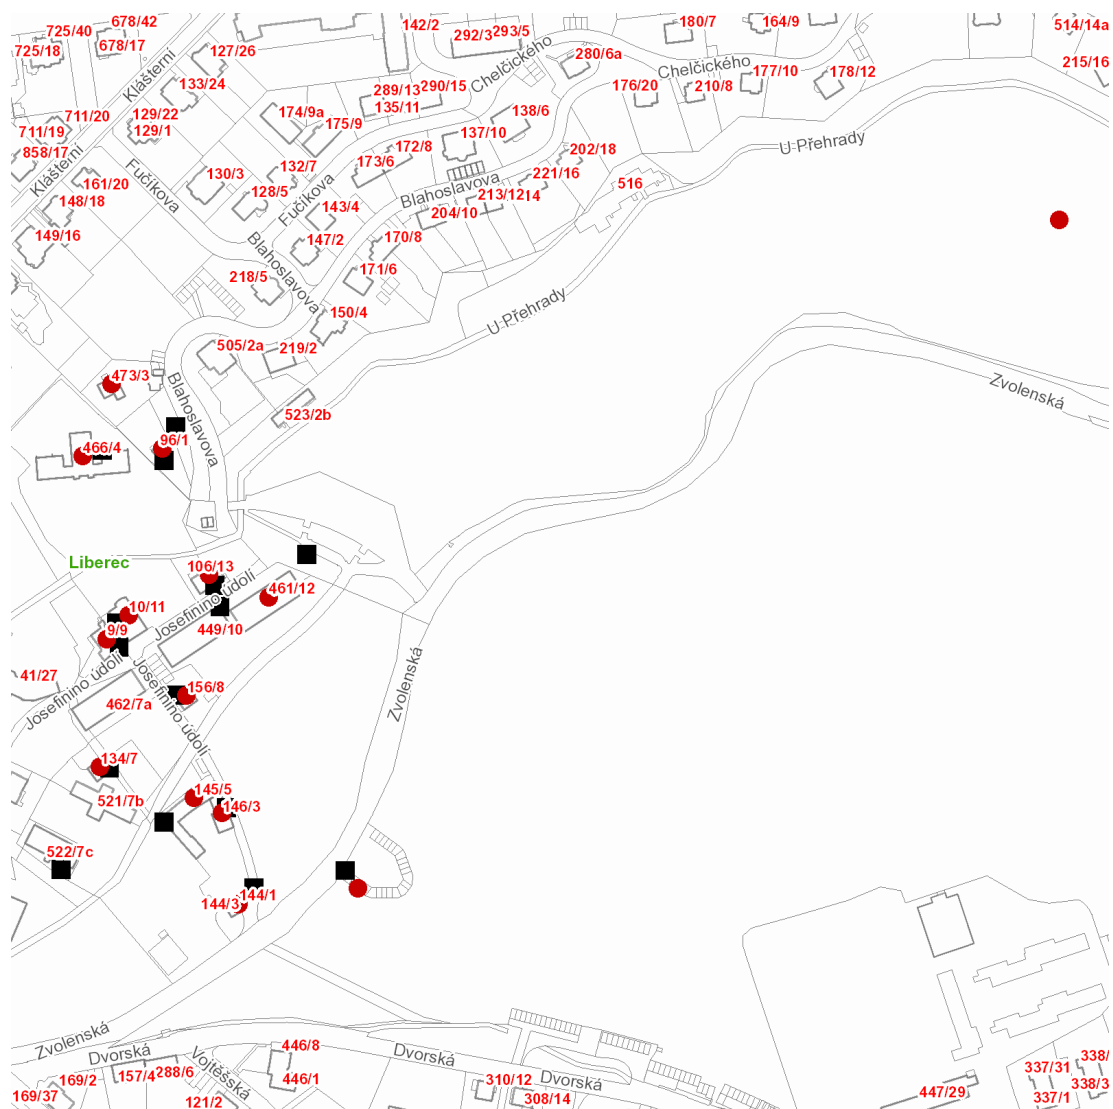 678/42
725/40
725/18
678/17
Klášterní
127/26
142/2
292/3
293/5
180/7
164/9
514/14a
Chelčického
280/6a
Chelčického
215/16
133/24
289/13
290/15
135/11
176/20
210/8
177/10
178/12
711/20
129/22
129/1
711/19
174/9a
175/9
138/6
137/10
U Přehrady
858/17
Klášterní
172/8
202/18
161/20
Fučíkova
130/3
132/7
173/6
221/16
516
148/18
128/5
Fučíkova
Blahoslavova
213/12
14
143/4
204/10
149/16
147/2
170/8
Blahoslavova
218/5
171/6
150/4
U Přehrady
505/2a
219/2
473/3
Blahoslavova
Zvolenská
523/2b
96/1
466/4
Liberec
106/13
461/12
10/11
Josefinino údolí
9/9
449/10
41/27
Josefinino údolí
Josefinino údolí
156/8
462/7a
Zvolenská
134/7
145/5
521/7b
146/3
522/7c
144/1
144/3
Zvolenská
Dvorská
Vojtěšská
446/8
Dvorská
Dvorská
169/2
157/4
288/6
446/1
310/12
308/14
169/37
121/2
447/29
337/31
338/
338/3
337/1